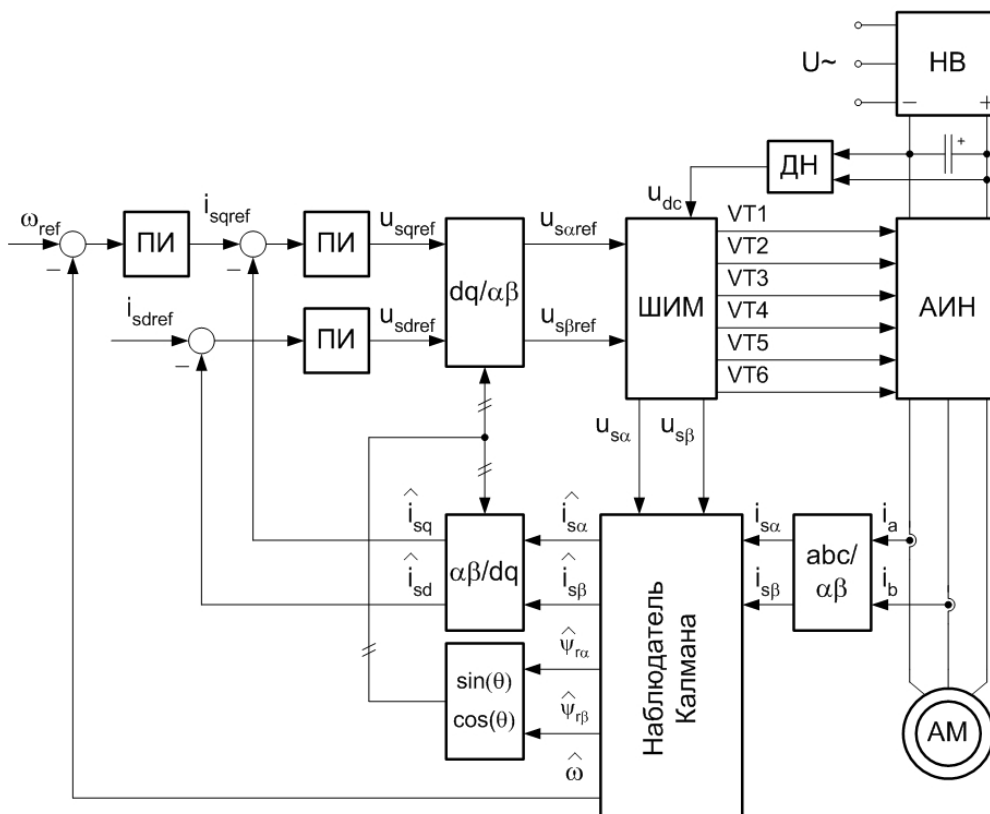 U~
НВ
− +
+
ДН
u_dc
ω_ref
ПИ
i_sqref
ПИ
u_sqref
dq/αβ
u_sαref
ШИМ
VT1
VT2
VT3
VT4
VT5
VT6
АИН
−
−
i_sdref
ПИ
u_sdref
u_sβref
−
u_sα
u_sβ
î_sq
αβ/dq
î_sα
i_sα
abc/
αβ
i_a
î_sd
î_sβ
i_sβ
i_b
Наблюдатель
Калмана
sin(θ)
cos(θ)
ψ̂_rα
ψ̂_rβ
ω̂
АМ